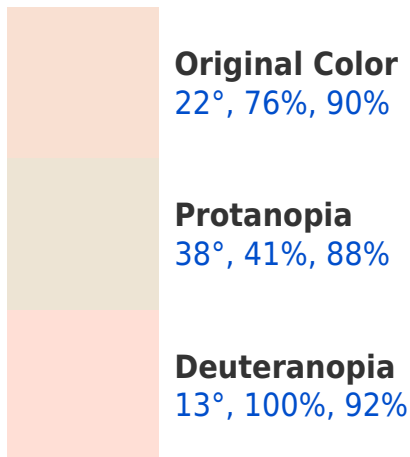 Original Color
22°, 76%, 90%
Protanopia
38°, 41%, 88%
Deuteranopia
13°, 100%, 92%